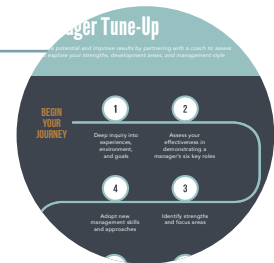 ager Tune-Up
potential and improve results by partnering with a coach to assess
explore your strengths, development areas, and management style
BEGIN
YOUR
JOURNEY
1
2
Deep inquiry into
experiences,
environment,
and goals
Assess your
effectiveness in
demonstrating a
manager's six key roles
4
3
Adopt new
management skills
and approaches
Identify strengths
and focus areas